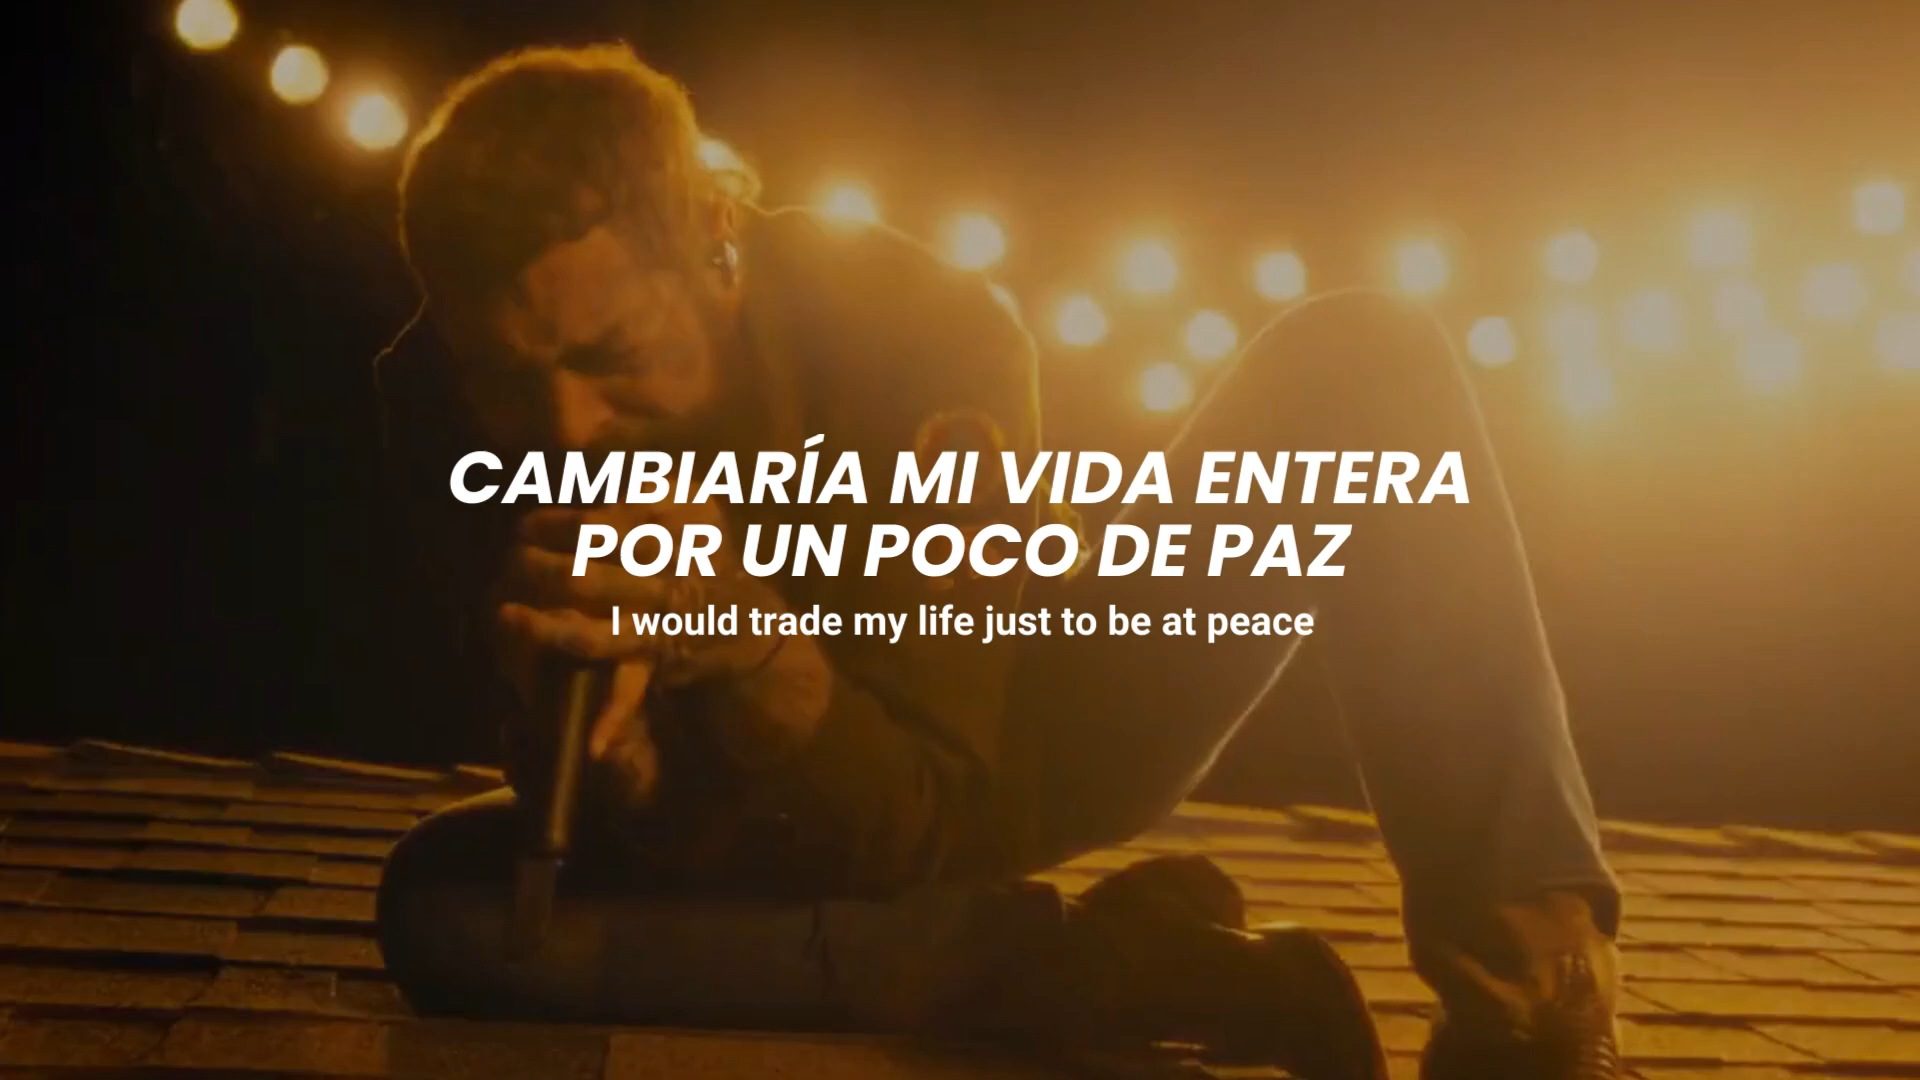 CAMBIARÍA MI VIDA ENTERA
POR UN POCO DE PAZ
I would trade my life just to be at peace